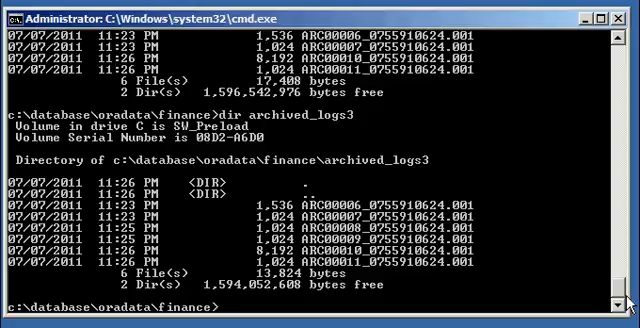 Administrator: C:\Windows\system32\cmd.exe
07/07/2011 11:23 PM 1,536 ARC00006_0755910624.001
07/07/2011 11:23 PM 1,024 ARC00007_0755910624.001
07/07/2011 11:26 PM 8,192 ARC00010_0755910624.001
07/07/2011 11:26 PM 1,024 ARC00011_0755910624.001
6 File(s) 17,408 bytes
2 Dir(s) 1,596,542,976 bytes free
c:\database\oradata\finance>dir archived_logs3
Volume in drive C is SW_Preload
Volume Serial Number is 08D2-A6D0
Directory of c:\database\oradata\finance\archived_logs3
07/07/2011 11:26 PM <DIR> .
07/07/2011 11:26 PM <DIR> ..
07/07/2011 11:23 PM 1,536 ARC00006_0755910624.001
07/07/2011 11:23 PM 1,024 ARC00007_0755910624.001
07/07/2011 11:25 PM 1,024 ARC00008_0755910624.001
07/07/2011 11:25 PM 1,024 ARC00009_0755910624.001
07/07/2011 11:26 PM 8,192 ARC00010_0755910624.001
07/07/2011 11:26 PM 1,024 ARC00011_0755910624.001
6 File(s) 13,824 bytes
2 Dir(s) 1,594,052,608 bytes free
c:\database\oradata\finance>